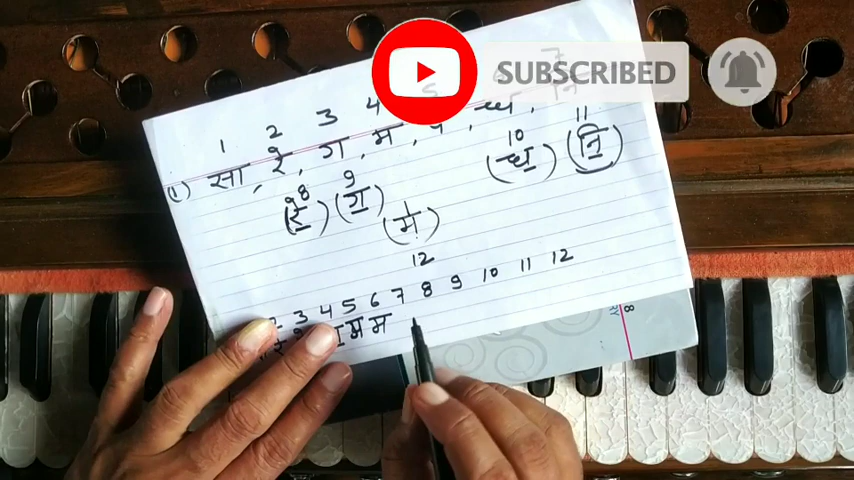 SUBSCRIBED
1 2 3 4
(1) सा, रे, ग, म, प, ध, नि
8 9 10 11
(रे॒) (ग॒) (ध॒) (नि॒)
(म॑)
12
2 3 4 5 6 7 8 9 10 11 12
म म
8